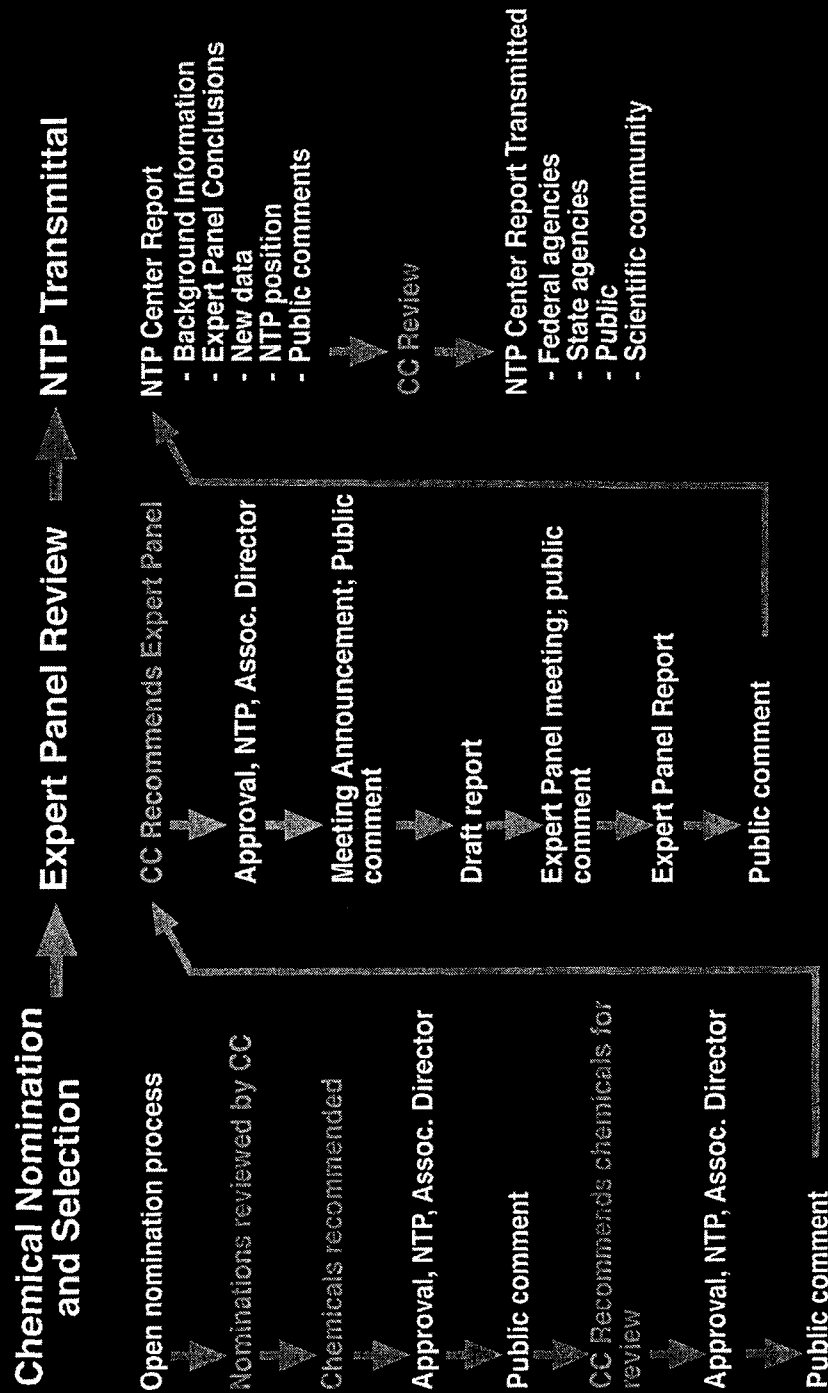 Chemical Nomination
and Selection
Expert Panel Review
NTP Transmittal
Open nomination process
Nominations reviewed by CC
Chemicals recommended
Approval, NTP, Assoc. Director
Public comment
CC Recommends chemicals for
review
Approval, NTP, Assoc. Director
Public comment
CC Recommends Expert Panel
Approval, NTP, Assoc. Director
Meeting Announcement; Public
comment
Draft report
Expert Panel meeting; public
comment
Expert Panel Report
Public comment
NTP Center Report
- Background Information
- Expert Panel Conclusions
- New data
- NTP position
- Public comments
CC Review
NTP Center Report Transmitted
- Federal agencies
- State agencies
- Public
- Scientific community